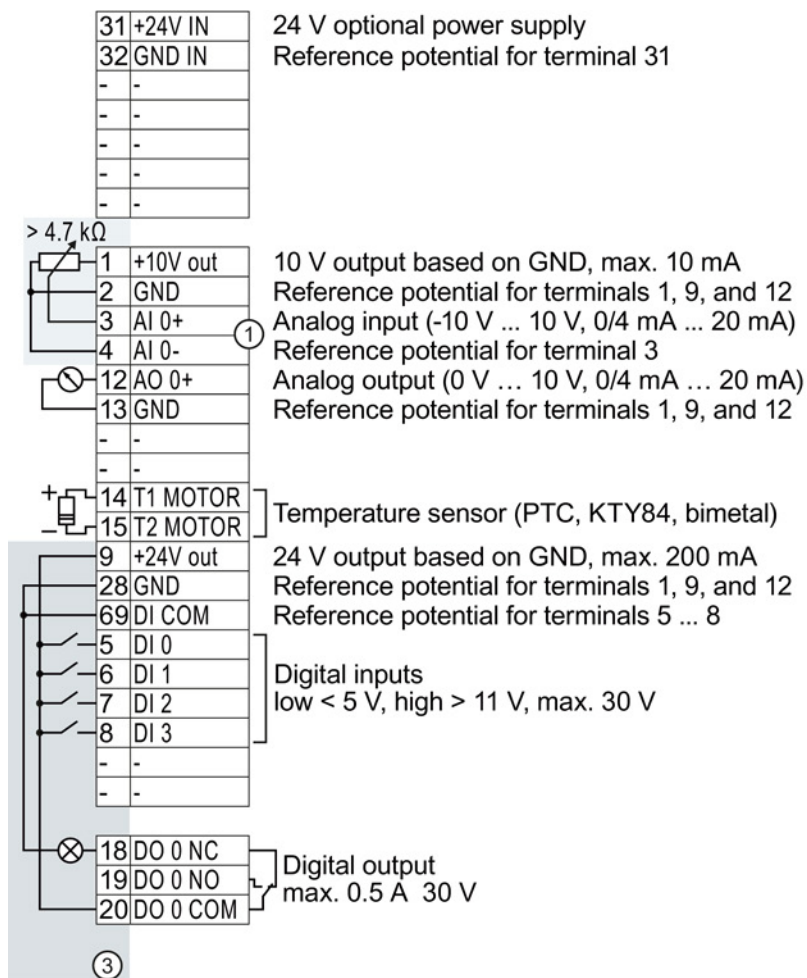 31 +24V IN 24 V optional power supply
32 GND IN Reference potential for terminal 31
- -
- -
- -
- -
- -
> 4.7 kΩ
1 +10V out 10 V output based on GND, max. 10 mA
2 GND Reference potential for terminals 1, 9, and 12
3 AI 0+ ① Analog input (-10 V ... 10 V, 0/4 mA ... 20 mA)
4 AI 0- Reference potential for terminal 3
12 AO 0+ Analog output (0 V … 10 V, 0/4 mA … 20 mA)
13 GND Reference potential for terminals 1, 9, and 12
- -
- -
+ 14 T1 MOTOR
Temperature sensor (PTC, KTY84, bimetal)
– 15 T2 MOTOR
9 +24V out 24 V output based on GND, max. 200 mA
28 GND Reference potential for terminals 1, 9, and 12
69 DI COM Reference potential for terminals 5 ... 8
5 DI 0
6 DI 1 Digital inputs
7 DI 2 low < 5 V, high > 11 V, max. 30 V
8 DI 3
- -
- -
18 DO 0 NC Digital output
19 DO 0 NO max. 0.5 A 30 V
20 DO 0 COM
③